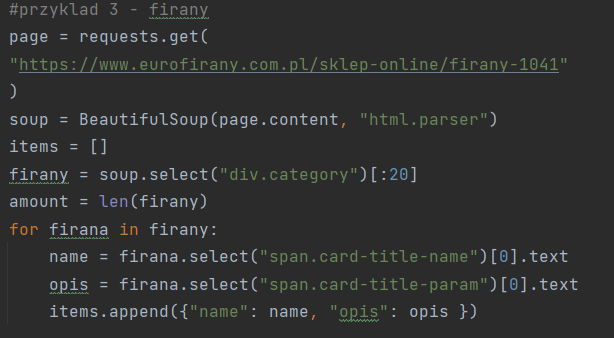 #przyklad 3 - firany
page = requests.get(
"https://www.eurofirany.com.pl/sklep-online/firany-1041"
)
soup = BeautifulSoup(page.content, "html.parser")
items = []
firany = soup.select("div.category")[:20]
amount = len(firany)
for firana in firany:
    name = firana.select("span.card-title-name")[0].text
    opis = firana.select("span.card-title-param")[0].text
    items.append({"name": name, "opis": opis })